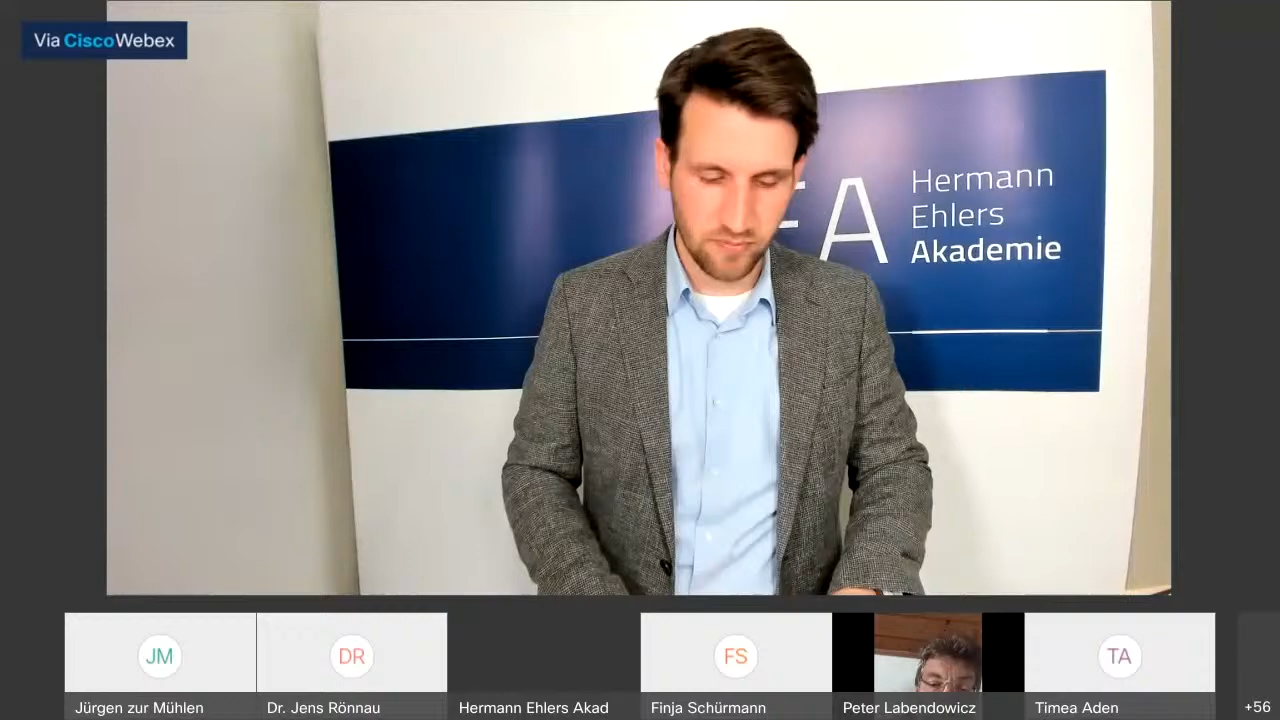 Via CiscoWebex
EA
Hermann
Ehlers
Akademie
JM
DR
FS
TA
Jürgen zur Mühlen
Dr. Jens Rönnau
Hermann Ehlers Akad
Finja Schürmann
Peter Labendowicz
Timea Aden
+56